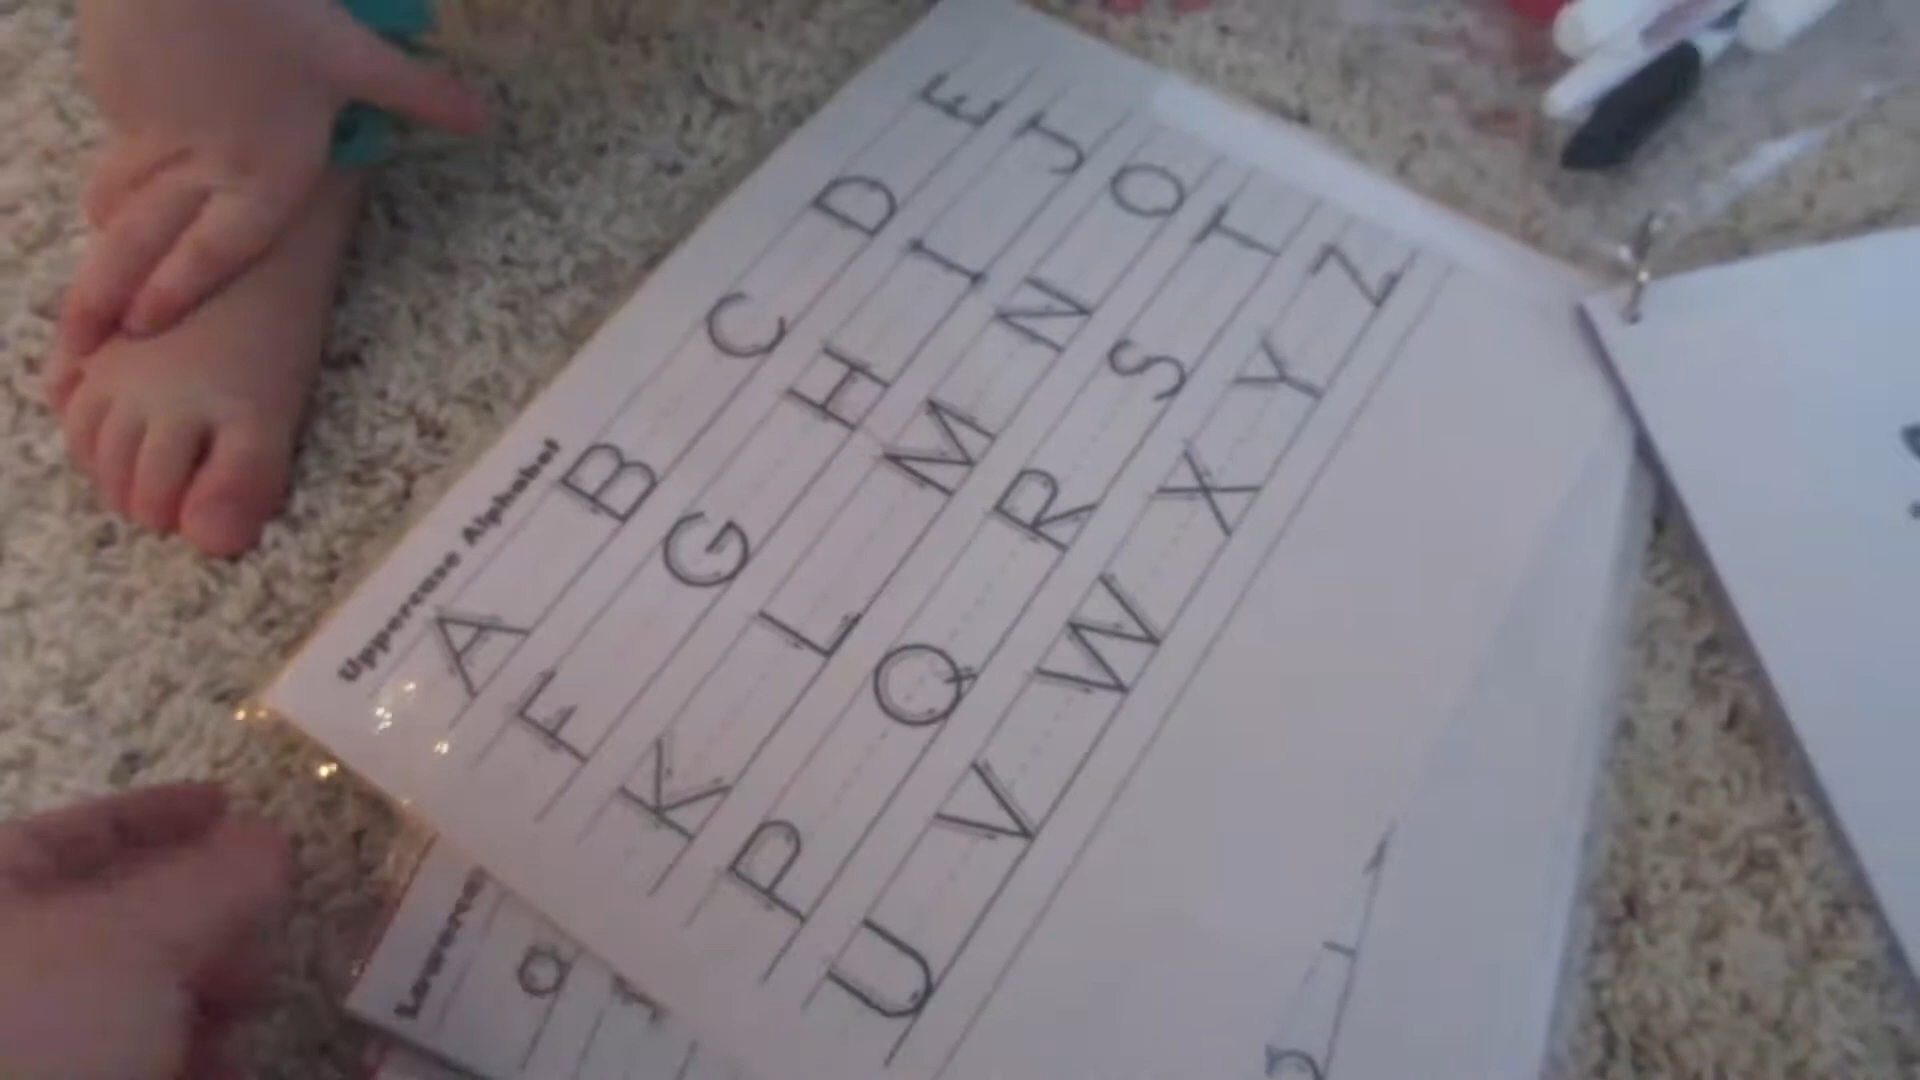 Uppercase Alphabet
A B C D E
F G H I J
K L M N O
P Q R S T
U V W X Y Z